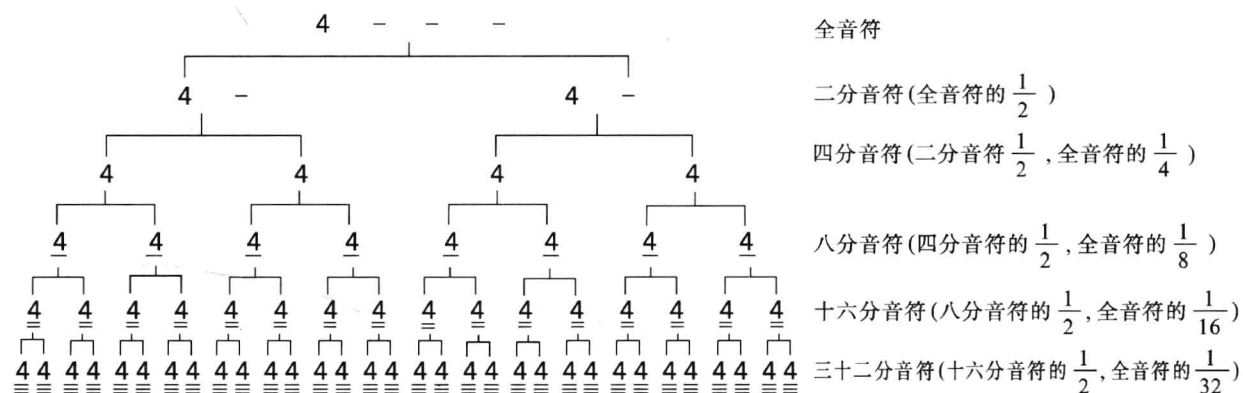 4 － － － 全音符
4 － 4 － 二分音符(全音符的 1/2 )
4 4 4 4 四分音符(二分音符 1/2 ,全音符的 1/4 )
4 4 4 4 4 4 4 4 八分音符(四分音符的 1/2 ,全音符的 1/8 )
4 4 4 4 4 4 4 4 4 4 4 4 4 4 4 4 十六分音符(八分音符的 1/2 ,全音符的 1/16 )
4 4 4 4 4 4 4 4 4 4 4 4 4 4 4 4 4 4 4 4 4 4 4 4 4 4 4 4 4 4 4 4 三十二分音符(十六分音符的 1/2 ,全音符的 1/32 )